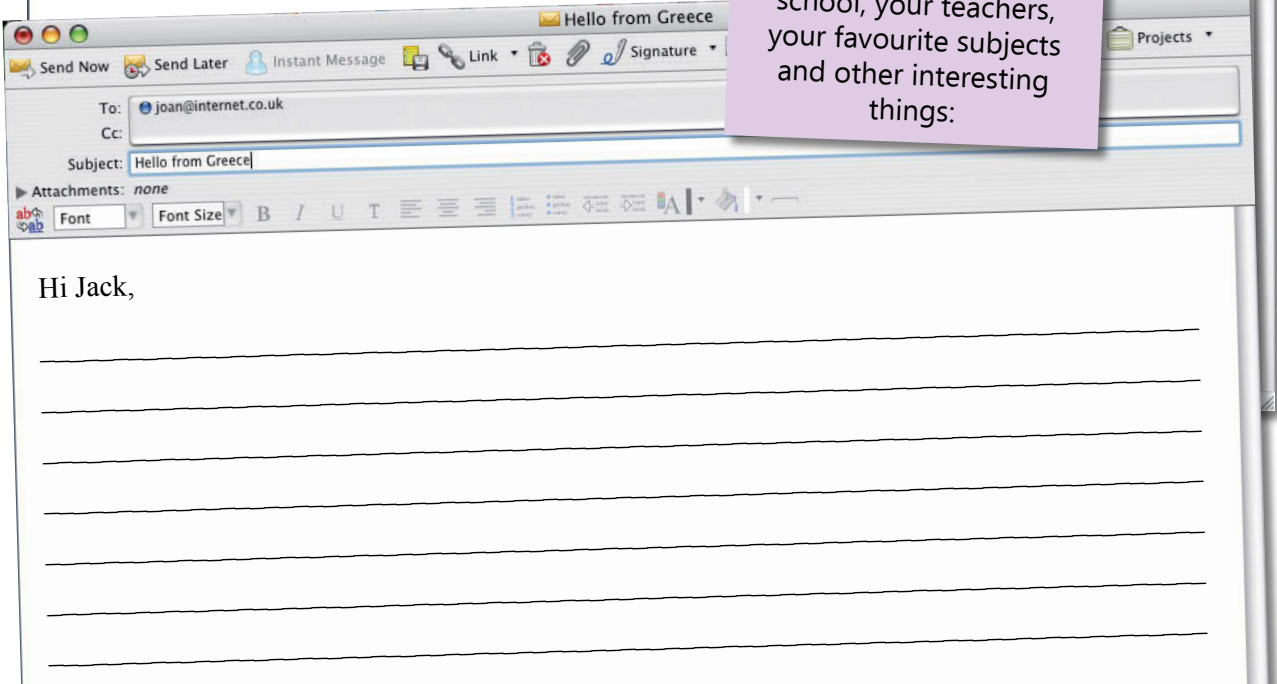 Hello from Greece
school, your teachers,
your favourite subjects
and other interesting
things:
Send Now Send Later Instant Message Link Signature Projects
To: joan@internet.co.uk
Cc:
Subject: Hello from Greece
Attachments: none
Font Font Size B I U T A
Hi Jack,